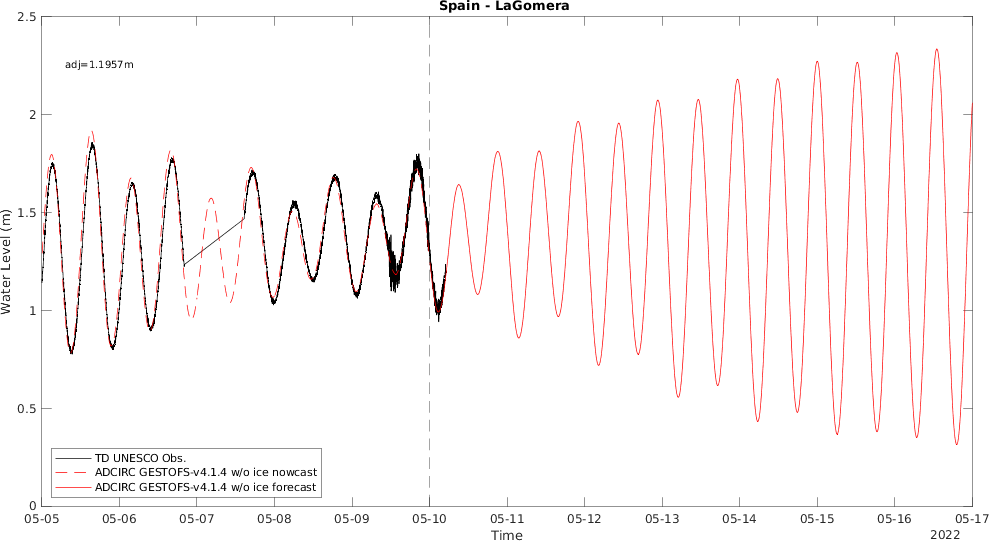 Spain - LaGomera
adj=1.1957m
2.5
2
1.5
1
0.5
0
Water Level (m)
TD UNESCO Obs.
ADCIRC GESTOFS-v4.1.4 w/o ice nowcast
ADCIRC GESTOFS-v4.1.4 w/o ice forecast
05-05 05-06 05-07 05-08 05-09 05-10 05-11 05-12 05-13 05-14 05-15 05-16 05-17
Time
2022